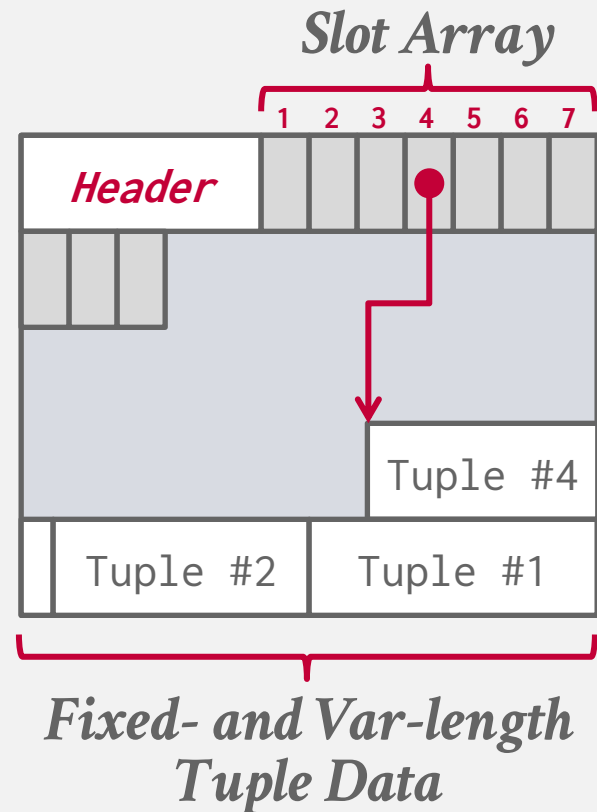 Slot Array
1 2 3 4 5 6 7
Header
Tuple #4
Tuple #2 Tuple #1
Fixed- and Var-length
Tuple Data